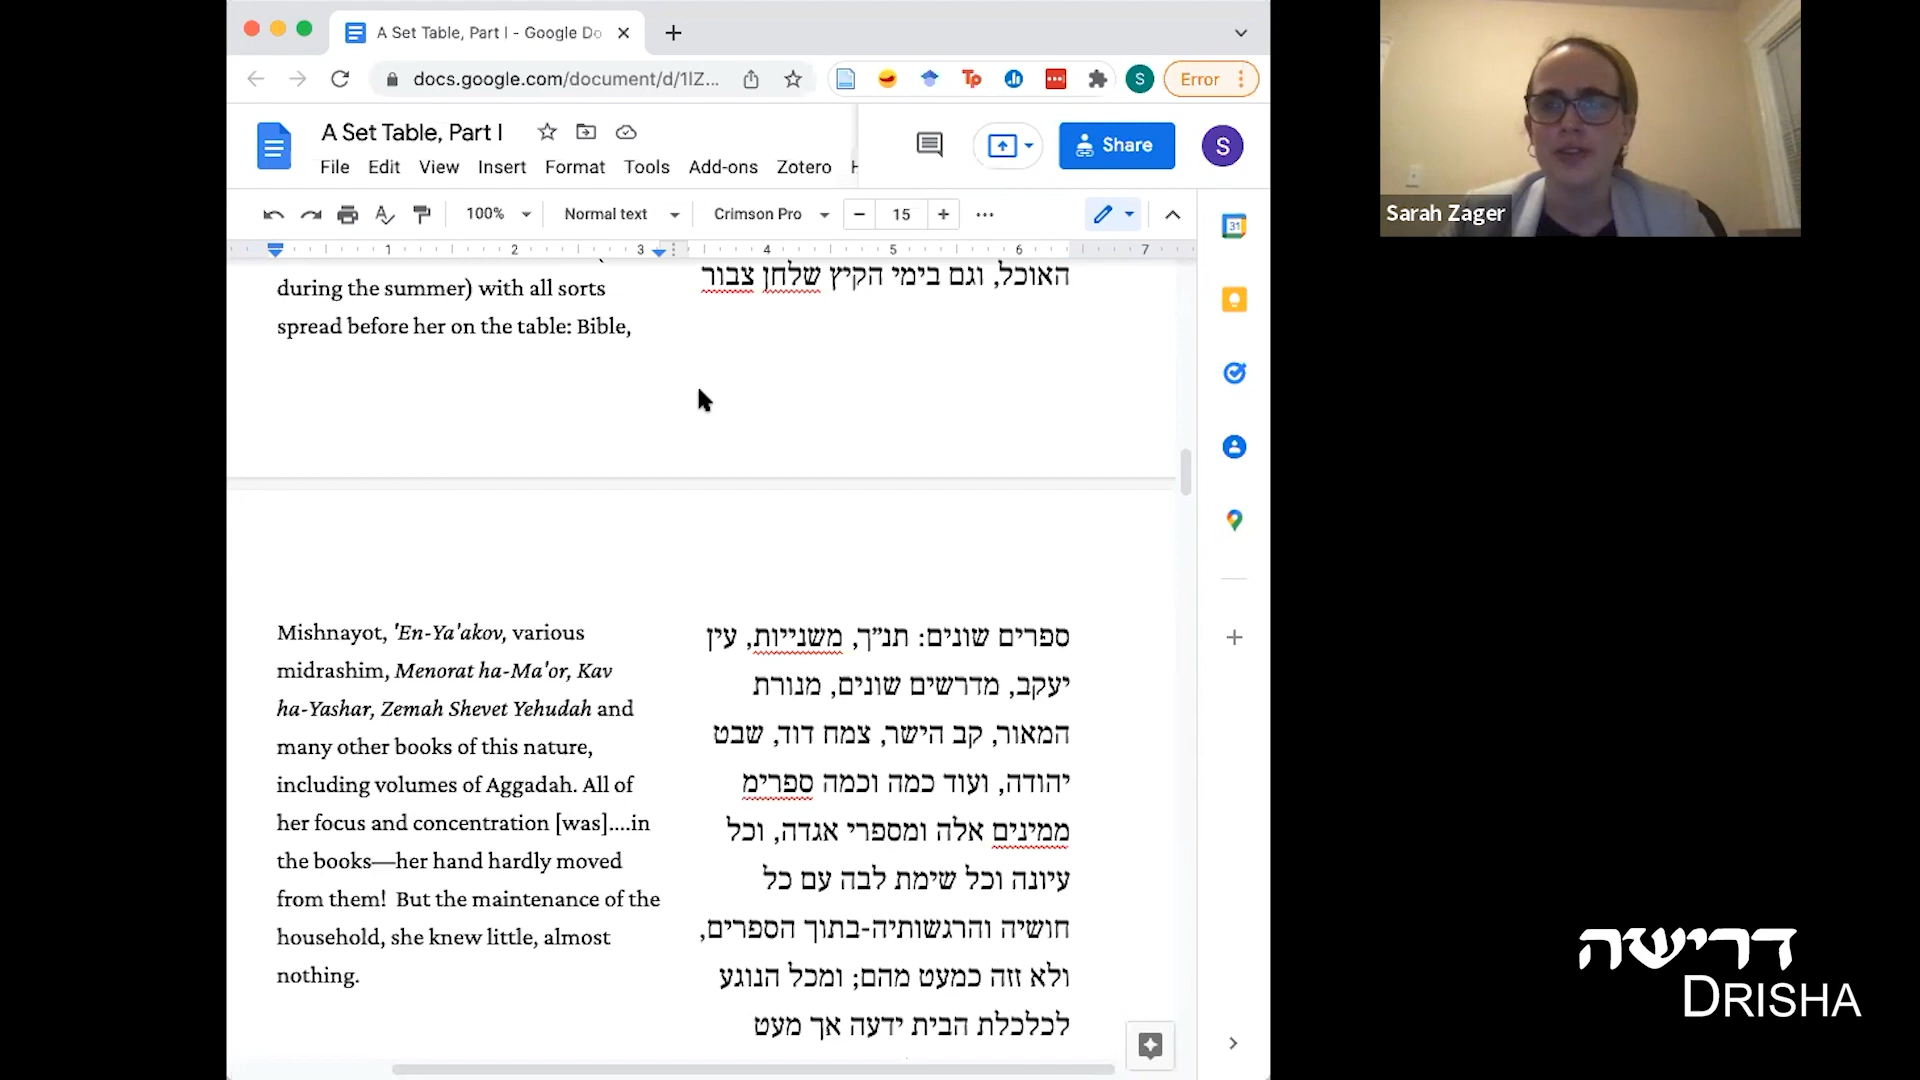 A Set Table, Part I - Google Do
docs.google.com/document/d/1IZ...
Error
A Set Table, Part I
File Edit View Insert Format Tools Add-ons Zotero
Share
S
100% Normal text Crimson Pro 15
1 2 3 4 5 6 7
during the summer) with all sorts
spread before her on the table: Bible,
האוכל, וגם בימי הקיץ שלחן צבור
Mishnayot, 'En-Ya'akov, various
midrashim, Menorat ha-Ma'or, Kav
ha-Yashar, Zemah Shevet Yehudah and
many other books of this nature,
including volumes of Aggadah. All of
her focus and concentration [was]....in
the books—her hand hardly moved
from them! But the maintenance of the
household, she knew little, almost
nothing.
ספרים שונים: תנ״ך, משנייות, עין
יעקב, מדרשים שונים, מנורת
המאור, קב הישר, צמח דוד, שבט
יהודה, ועוד כמה וכמה ספרימ
ממינים אלה ומספרי אגדה, וכל
עיונה וכל שימת לבה עם כל
חושיה והרגשותיה-בתוך הספרים,
ולא זזה כמעט מהם; ומכל הנוגע
לכלכלת הבית ידעה אך מעט
Sarah Zager
דרישה
DRISHA